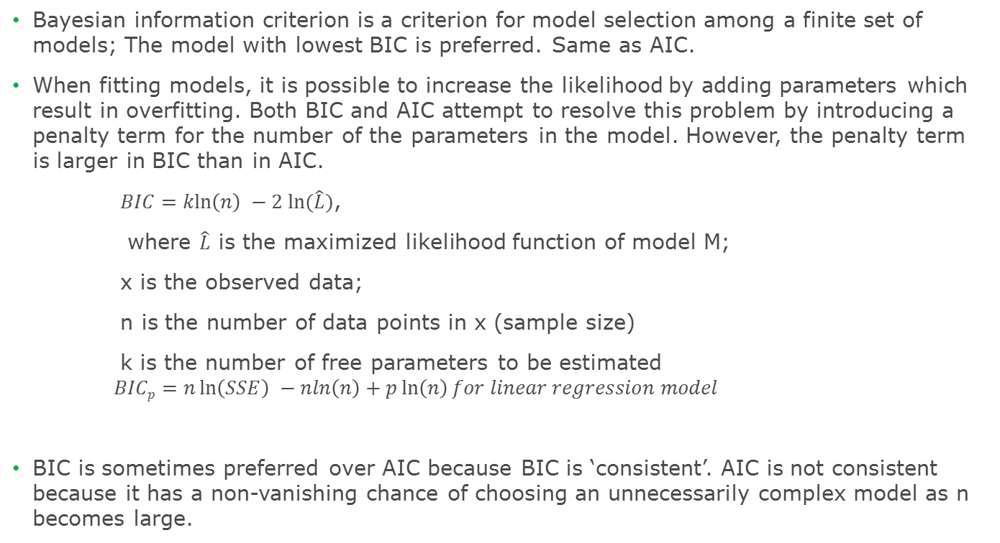 • Bayesian information criterion is a criterion for model selection among a finite set of
models; The model with lowest BIC is preferred. Same as AIC.
• When fitting models, it is possible to increase the likelihood by adding parameters which
result in overfitting. Both BIC and AIC attempt to resolve this problem by introducing a
penalty term for the number of the parameters in the model. However, the penalty term
is larger in BIC than in AIC.
BIC = kln(n) − 2 ln(L̂),
where L̂ is the maximized likelihood function of model M;
x is the observed data;
n is the number of data points in x (sample size)
k is the number of free parameters to be estimated
BICₚ = n ln(SSE) − nln(n) + p ln(n) for linear regression model
• BIC is sometimes preferred over AIC because BIC is ‘consistent’. AIC is not consistent
because it has a non-vanishing chance of choosing an unnecessarily complex model as n
becomes large.